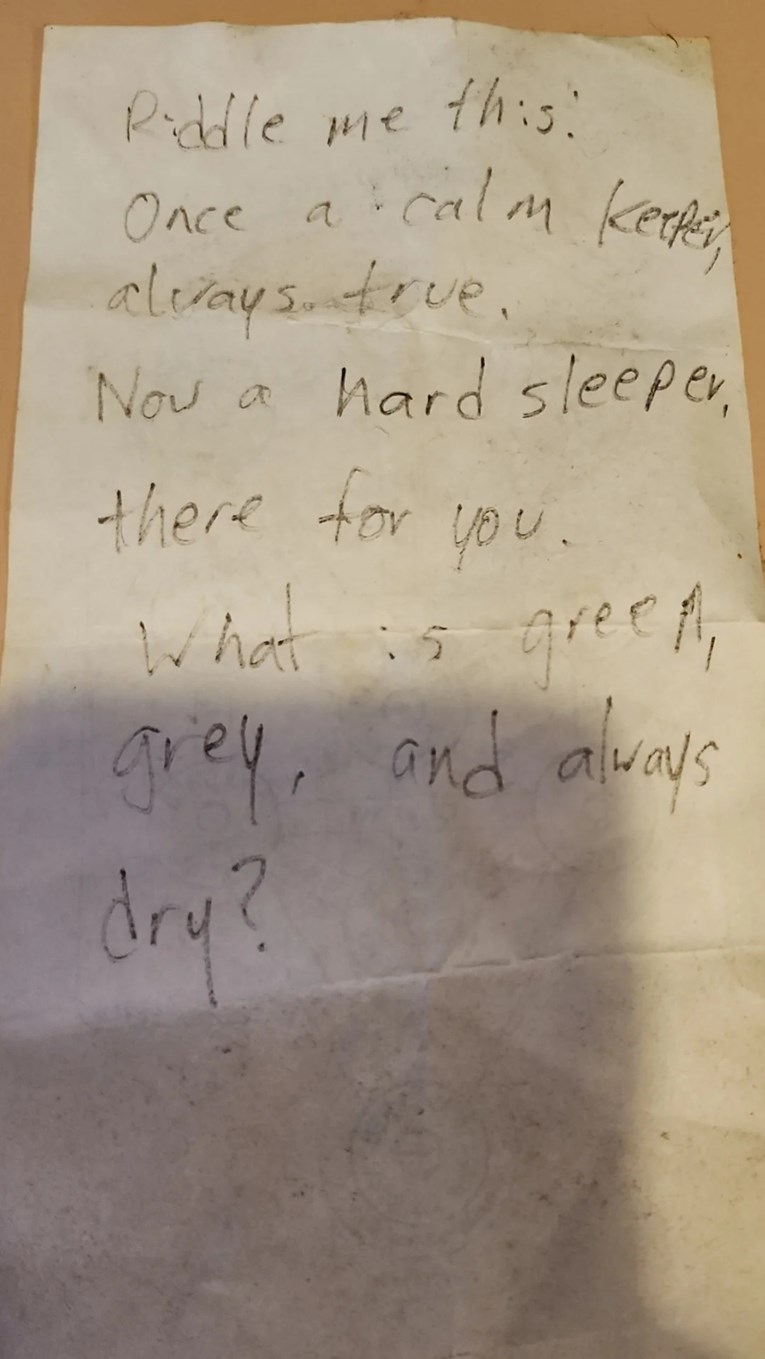 Riddle me this:
Once a calm keeper,
always true.
Now a hard sleeper,
there for you.
What is green,
grey, and always
dry?